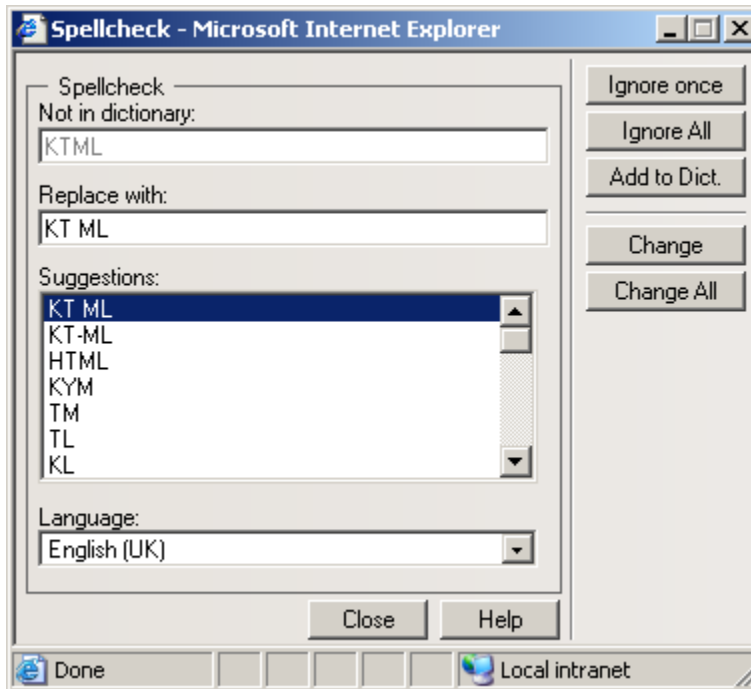 Spellcheck - Microsoft Internet Explorer
Spellcheck
Not in dictionary:
KTML
Replace with:
KT ML
Suggestions:
KT ML
KT-ML
HTML
KYM
TM
TL
KL
Language:
English (UK)
Close
Help
Ignore once
Ignore All
Add to Dict.
Change
Change All
Done
Local intranet